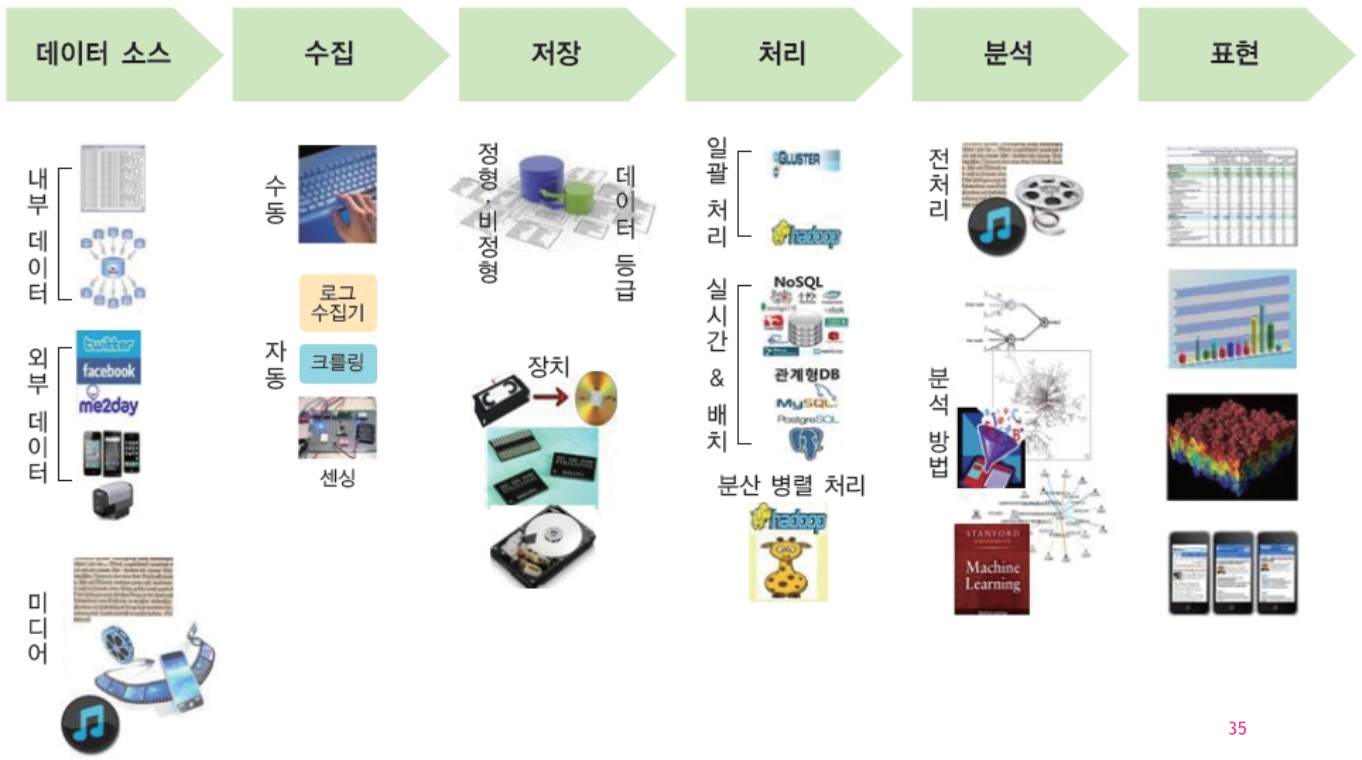 데이터 소스
수집
저장
처리
분석
표현
내부 데이터
외부 데이터
twitter
facebook
me2day
미디어
수동
자동
로그
수집기
크롤링
센싱
정형·비정형
데이터 등급
장치
일괄 처리
GLUSTER
hadoop
실시간 & 배치
NoSQL
관계형DB
MySQL
PostgreSQL
분산 병렬 처리
hadoop
전처리
분석 방법
STANFORD
UNIVERSITY
Machine
Learning
35